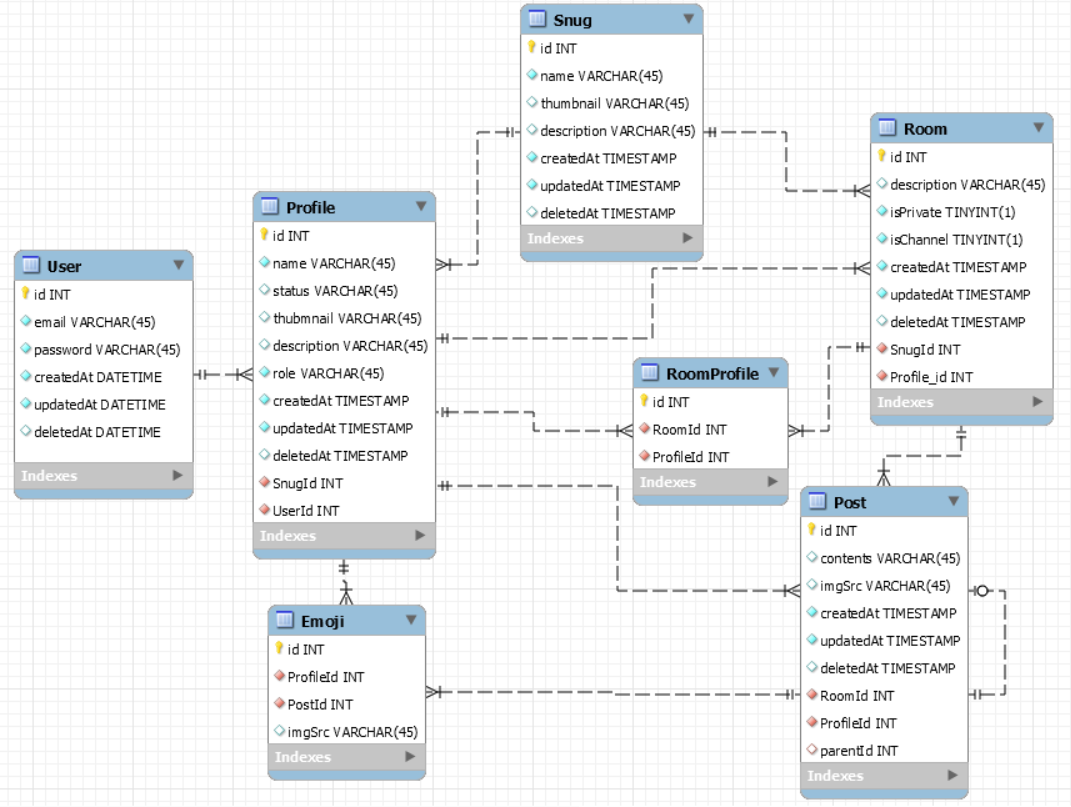 User
id INT
email VARCHAR(45)
password VARCHAR(45)
createdAt DATETIME
updatedAt DATETIME
deletedAt DATETIME
Indexes
Profile
id INT
name VARCHAR(45)
status VARCHAR(45)
thubmnail VARCHAR(45)
description VARCHAR(45)
role VARCHAR(45)
createdAt TIMESTAMP
updatedAt TIMESTAMP
deletedAt TIMESTAMP
SnugId INT
UserId INT
Indexes
Snug
id INT
name VARCHAR(45)
thumbnail VARCHAR(45)
description VARCHAR(45)
createdAt TIMESTAMP
updatedAt TIMESTAMP
deletedAt TIMESTAMP
Indexes
Room
id INT
description VARCHAR(45)
isPrivate TINYINT(1)
isChannel TINYINT(1)
createdAt TIMESTAMP
updatedAt TIMESTAMP
deletedAt TIMESTAMP
SnugId INT
Profile_id INT
Indexes
RoomProfile
id INT
RoomId INT
ProfileId INT
Indexes
Emoji
id INT
ProfileId INT
PostId INT
imgSrc VARCHAR(45)
Indexes
Post
id INT
contents VARCHAR(45)
imgSrc VARCHAR(45)
createdAt TIMESTAMP
updatedAt TIMESTAMP
deletedAt TIMESTAMP
RoomId INT
ProfileId INT
parentId INT
Indexes